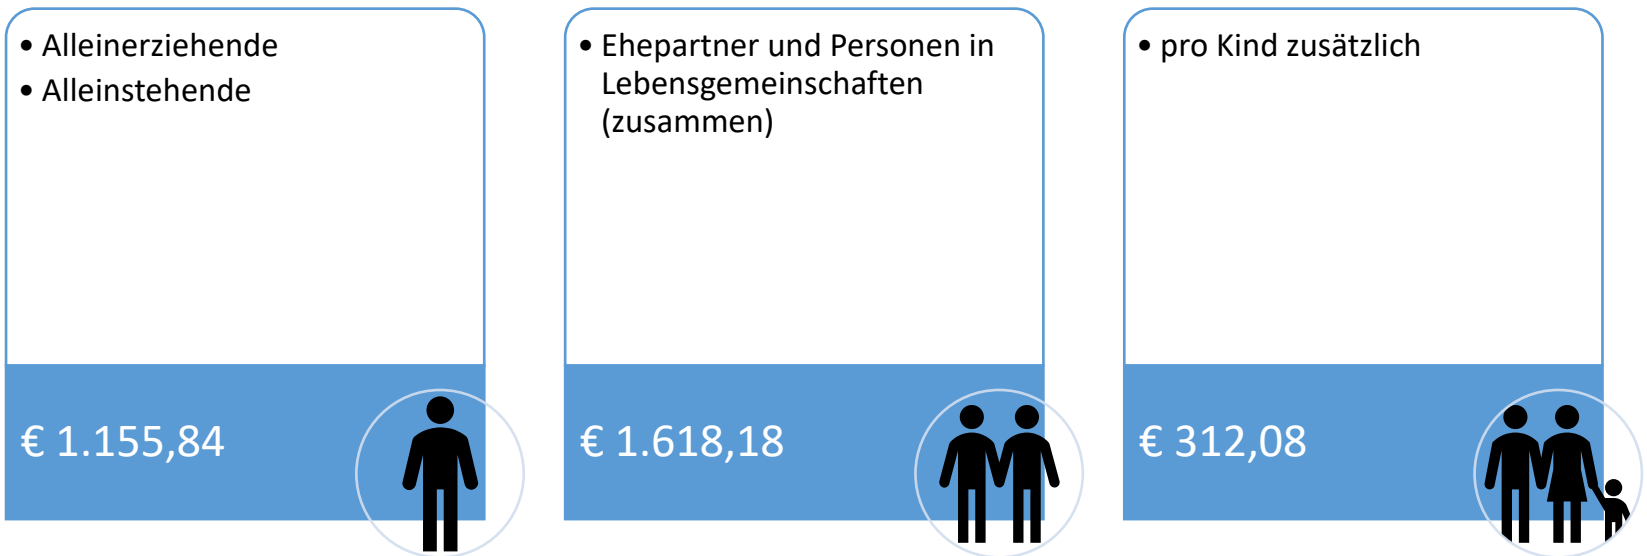 • Alleinerziehende
• Alleinstehende
€ 1.155,84
• Ehepartner und Personen in
Lebensgemeinschaften
(zusammen)
€ 1.618,18
• pro Kind zusätzlich
€ 312,08